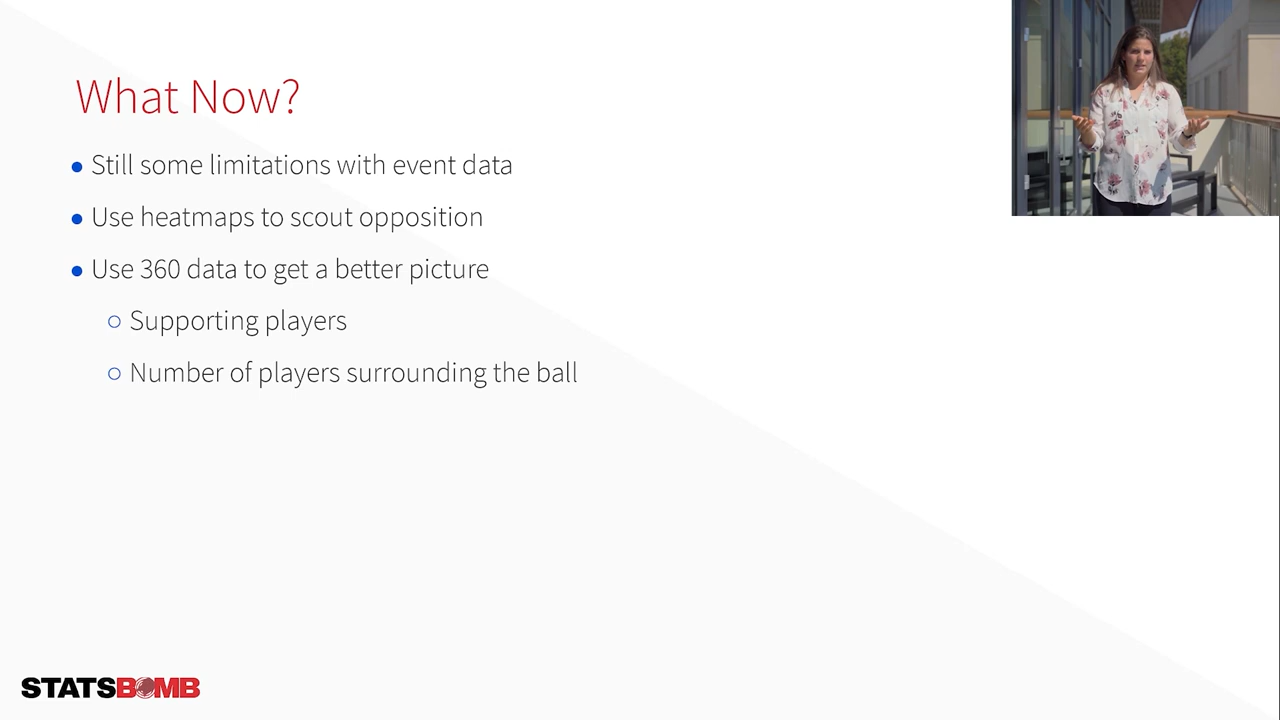 What Now?
Still some limitations with event data
Use heatmaps to scout opposition
Use 360 data to get a better picture
Supporting players
Number of players surrounding the ball
STATSBOMB